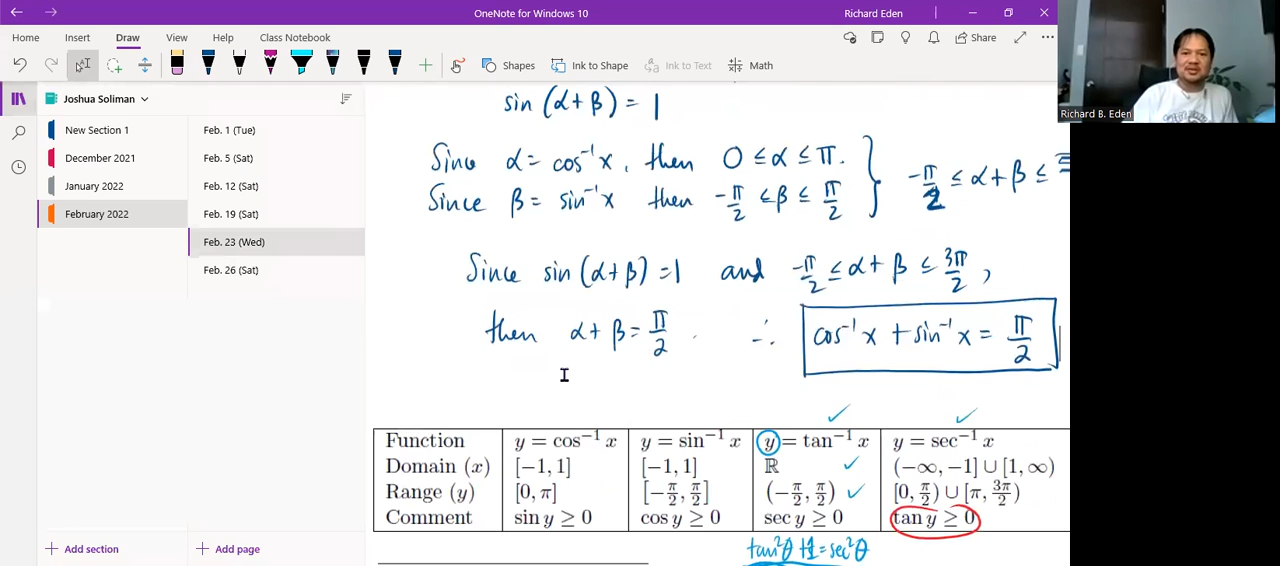 OneNote for Windows 10
Richard Eden
Home Insert Draw View Help Class Notebook
Share
Shapes Ink to Shape Ink to Text Math
Richard B. Eden
Joshua Soliman
New Section 1
December 2021
January 2022
February 2022
Feb. 1 (Tue)
Feb. 5 (Sat)
Feb. 12 (Sat)
Feb. 19 (Sat)
Feb. 23 (Wed)
Feb. 26 (Sat)
Add section
Add page
sin (α+β) = 1
Since α = cos⁻¹x, then 0 ≤ α ≤ π.
Since β = sin⁻¹x then -π/2 ≤ β ≤ π/2
-π/2 ≤ α+β ≤
Since sin (α+β) = 1 and -π/2 ≤ α+β ≤ 3π/2,
then α+β = π/2. ∴ cos⁻¹x + sin⁻¹x = π/2
Function y = cos⁻¹ x y = sin⁻¹ x y = tan⁻¹ x y = sec⁻¹ x
Domain (x) [-1, 1] [-1, 1] ℝ (-∞, -1] ∪ [1, ∞)
Range (y) [0, π] [-π/2, π/2] (-π/2, π/2) [0, π/2) ∪ [π, 3π/2)
Comment sin y ≥ 0 cos y ≥ 0 sec y ≥ 0 tan y ≥ 0
tan²θ + 1 = sec²θ